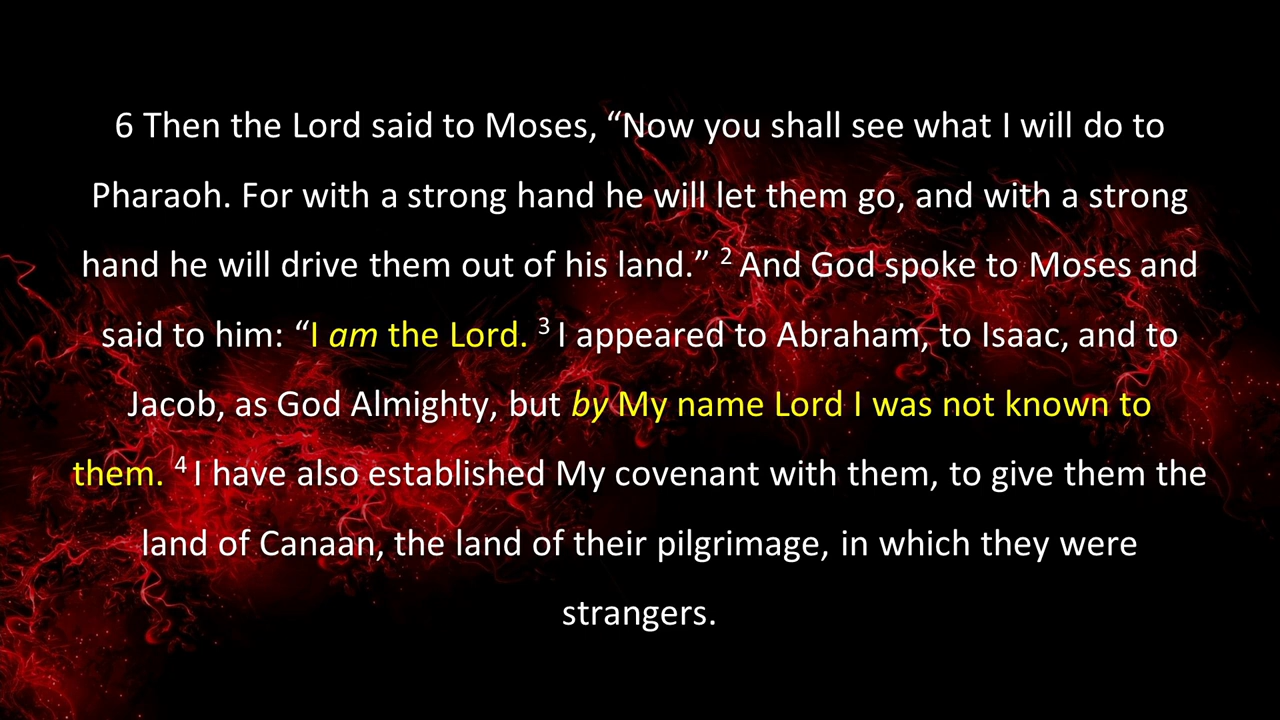 6 Then the Lord said to Moses, “Now you shall see what I will do to
Pharaoh. For with a strong hand he will let them go, and with a strong
hand he will drive them out of his land.” 2 And God spoke to Moses and
said to him: “I am the Lord. 3 I appeared to Abraham, to Isaac, and to
Jacob, as God Almighty, but by My name Lord I was not known to
them. 4 I have also established My covenant with them, to give them the
land of Canaan, the land of their pilgrimage, in which they were
strangers.